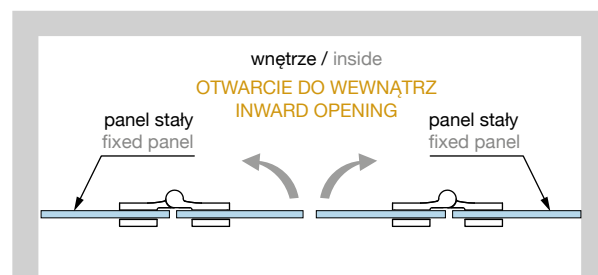 wnętrze / inside
OTWARCIE DO WEWNĄTRZ
INWARD OPENING
panel stały
fixed panel
panel stały
fixed panel